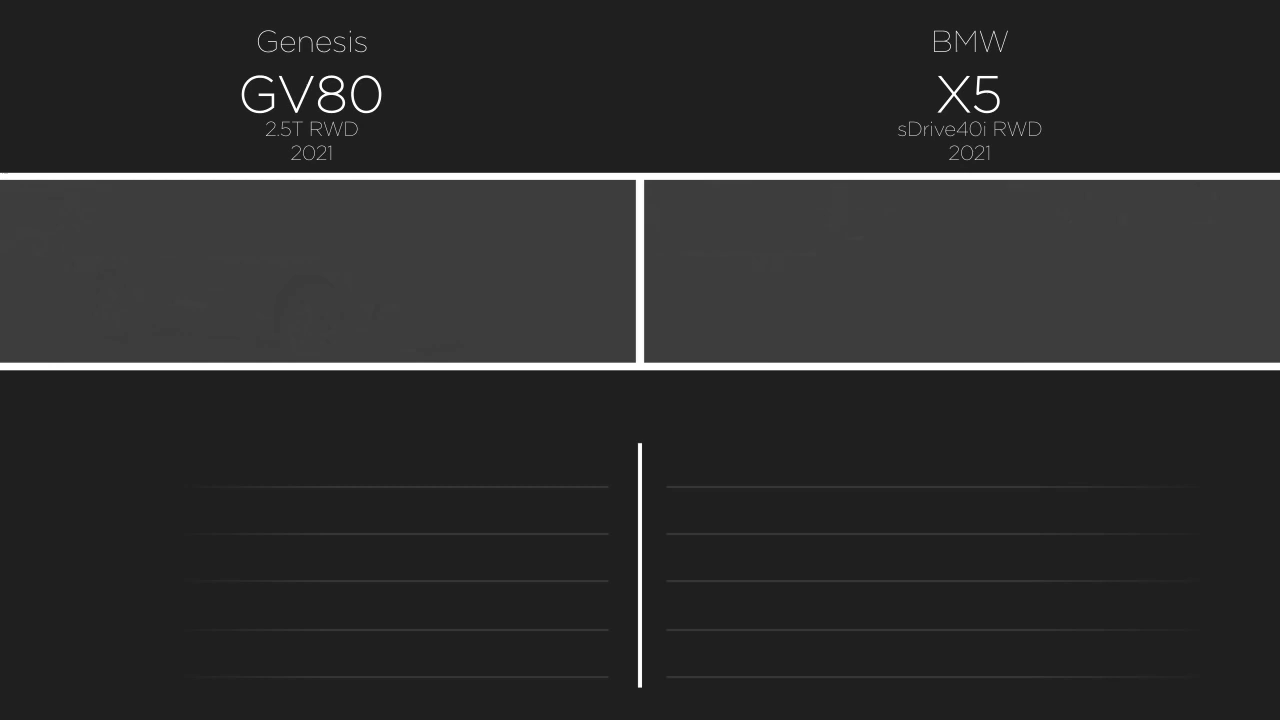 Genesis
GV80
2.5T RWD
2021
BMW
X5
sDrive40i RWD
2021